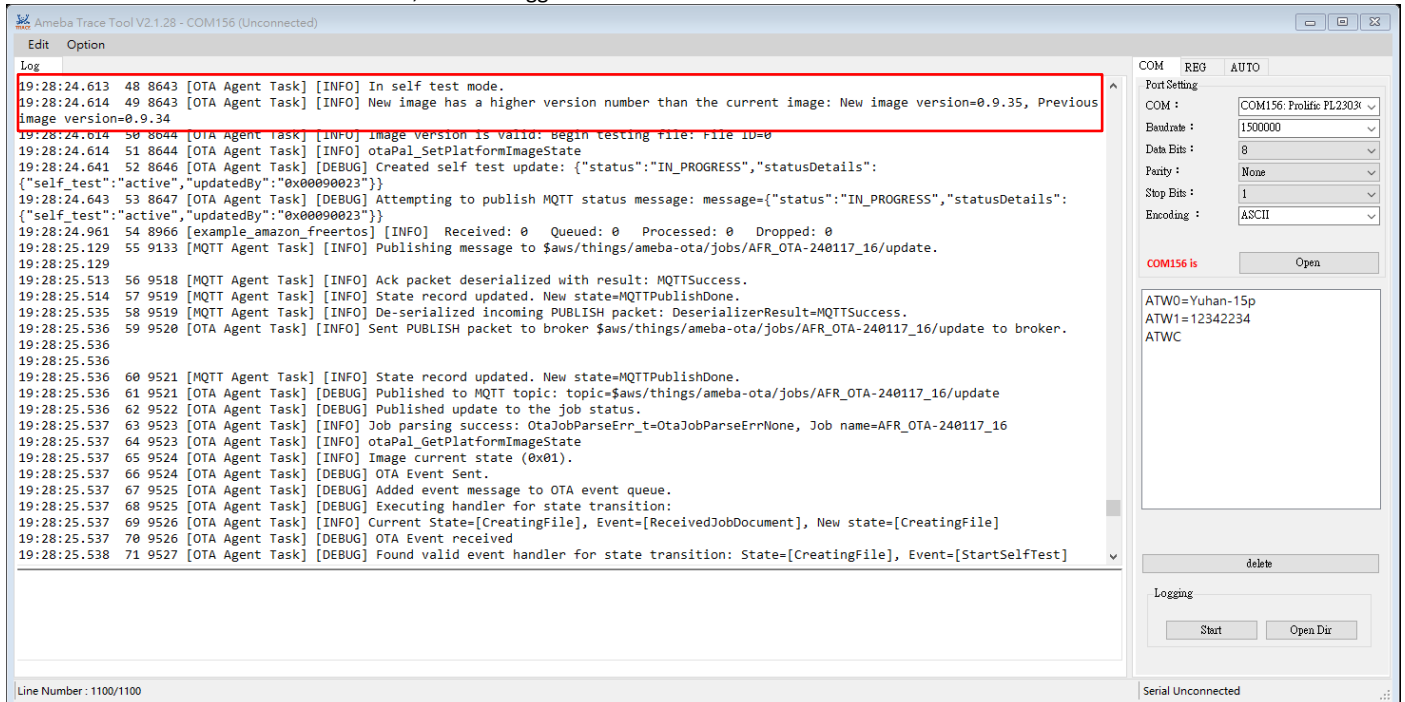 Ameba Trace Tool V2.1.28 - COM156 (Unconnected)
Edit Option
Log
19:28:24.613 48 8643 [OTA Agent Task] [INFO] In self test mode.
19:28:24.614 49 8643 [OTA Agent Task] [INFO] New image has a higher version number than the current image: New image version=0.9.35, Previous
image version=0.9.34
19:28:24.614 50 8644 [OTA Agent Task] [INFO] Image version is valid: Begin testing file: File ID=0
19:28:24.614 51 8644 [OTA Agent Task] [INFO] otaPal_SetPlatformImageState
19:28:24.641 52 8646 [OTA Agent Task] [DEBUG] Created self test update: {"status":"IN_PROGRESS","statusDetails":
{"self_test":"active","updatedBy":"0x00090023"}}
19:28:24.643 53 8647 [OTA Agent Task] [DEBUG] Attempting to publish MQTT status message: message={"status":"IN_PROGRESS","statusDetails":
{"self_test":"active","updatedBy":"0x00090023"}}
19:28:24.961 54 8966 [example_amazon_freertos] [INFO] Received: 0 Queued: 0 Processed: 0 Dropped: 0
19:28:25.129 55 9133 [MQTT Agent Task] [INFO] Publishing message to $aws/things/ameba-ota/jobs/AFR_OTA-240117_16/update.
19:28:25.129
19:28:25.513 56 9518 [MQTT Agent Task] [INFO] Ack packet deserialized with result: MQTTSuccess.
19:28:25.514 57 9519 [MQTT Agent Task] [INFO] State record updated. New state=MQTTPublishDone.
19:28:25.535 58 9519 [MQTT Agent Task] [INFO] De-serialized incoming PUBLISH packet: DeserializerResult=MQTTSuccess.
19:28:25.536 59 9520 [OTA Agent Task] [INFO] Sent PUBLISH packet to broker $aws/things/ameba-ota/jobs/AFR_OTA-240117_16/update to broker.
19:28:25.536
19:28:25.536
19:28:25.536 60 9521 [MQTT Agent Task] [INFO] State record updated. New state=MQTTPublishDone.
19:28:25.536 61 9521 [OTA Agent Task] [DEBUG] Published to MQTT topic: topic=$aws/things/ameba-ota/jobs/AFR_OTA-240117_16/update
19:28:25.536 62 9522 [OTA Agent Task] [DEBUG] Published update to the job status.
19:28:25.537 63 9523 [OTA Agent Task] [INFO] Job parsing success: OtaJobParseErr_t=OtaJobParseErrNone, Job name=AFR_OTA-240117_16
19:28:25.537 64 9523 [OTA Agent Task] [INFO] otaPal_GetPlatformImageState
19:28:25.537 65 9524 [OTA Agent Task] [INFO] Image current state (0x01).
19:28:25.537 66 9524 [OTA Agent Task] [DEBUG] OTA Event Sent.
19:28:25.537 67 9525 [OTA Agent Task] [DEBUG] Added event message to OTA event queue.
19:28:25.537 68 9525 [OTA Agent Task] [DEBUG] Executing handler for state transition:
19:28:25.537 69 9526 [OTA Agent Task] [INFO] Current State=[CreatingFile], Event=[ReceivedJobDocument], New state=[CreatingFile]
19:28:25.537 70 9526 [OTA Agent Task] [DEBUG] OTA Event received
19:28:25.538 71 9527 [OTA Agent Task] [DEBUG] Found valid event handler for state transition: State=[CreatingFile], Event=[StartSelfTest]
COM REG AUTO
Port Setting
COM : COM156: Prolific PL2303(
Baudrate : 1500000
Data Bits : 8
Parity : None
Stop Bits : 1
Encoding : ASCII
COM156 is Open
ATW0=Yuhan-15p
ATW1=12342234
ATWC
delete
Logging
Start Open Dir
Line Number : 1100/1100
Serial Unconnected